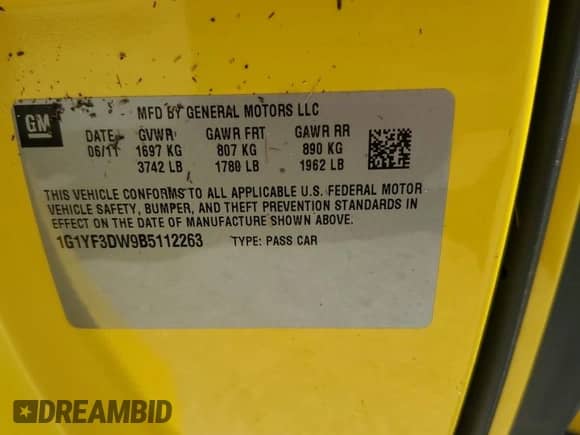 GM
MFD BY GENERAL MOTORS LLC
DATE GVWR GAWR FRT GAWR RR
06/11 1697 KG 807 KG 890 KG
3742 LB 1780 LB 1962 LB
THIS VEHICLE CONFORMS TO ALL APPLICABLE U.S. FEDERAL MOTOR
VEHICLE SAFETY, BUMPER, AND THEFT PREVENTION STANDARDS IN
EFFECT ON THE DATE OF MANUFACTURE SHOWN ABOVE.
1G1YF3DW9B5112263 TYPE: PASS CAR
DREAMBID